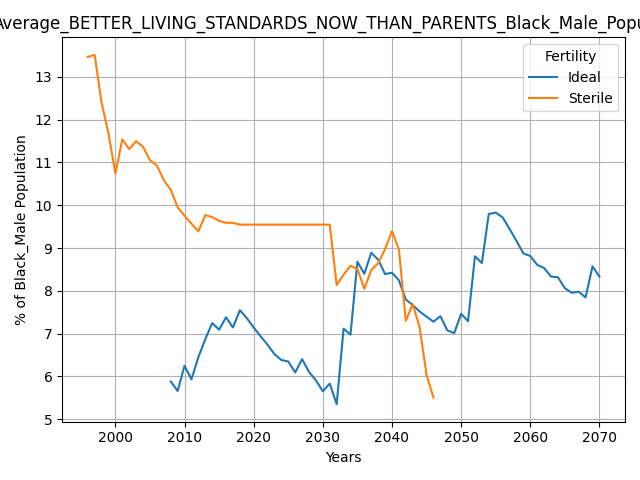 Average_BETTER_LIVING_STANDARDS_NOW_THAN_PARENTS_Black_Male_Popu
Fertility
Ideal
Sterile
% of Black_Male Population
13
12
11
10
9
8
7
6
5
2000 2010 2020 2030 2040 2050 2060 2070
Years